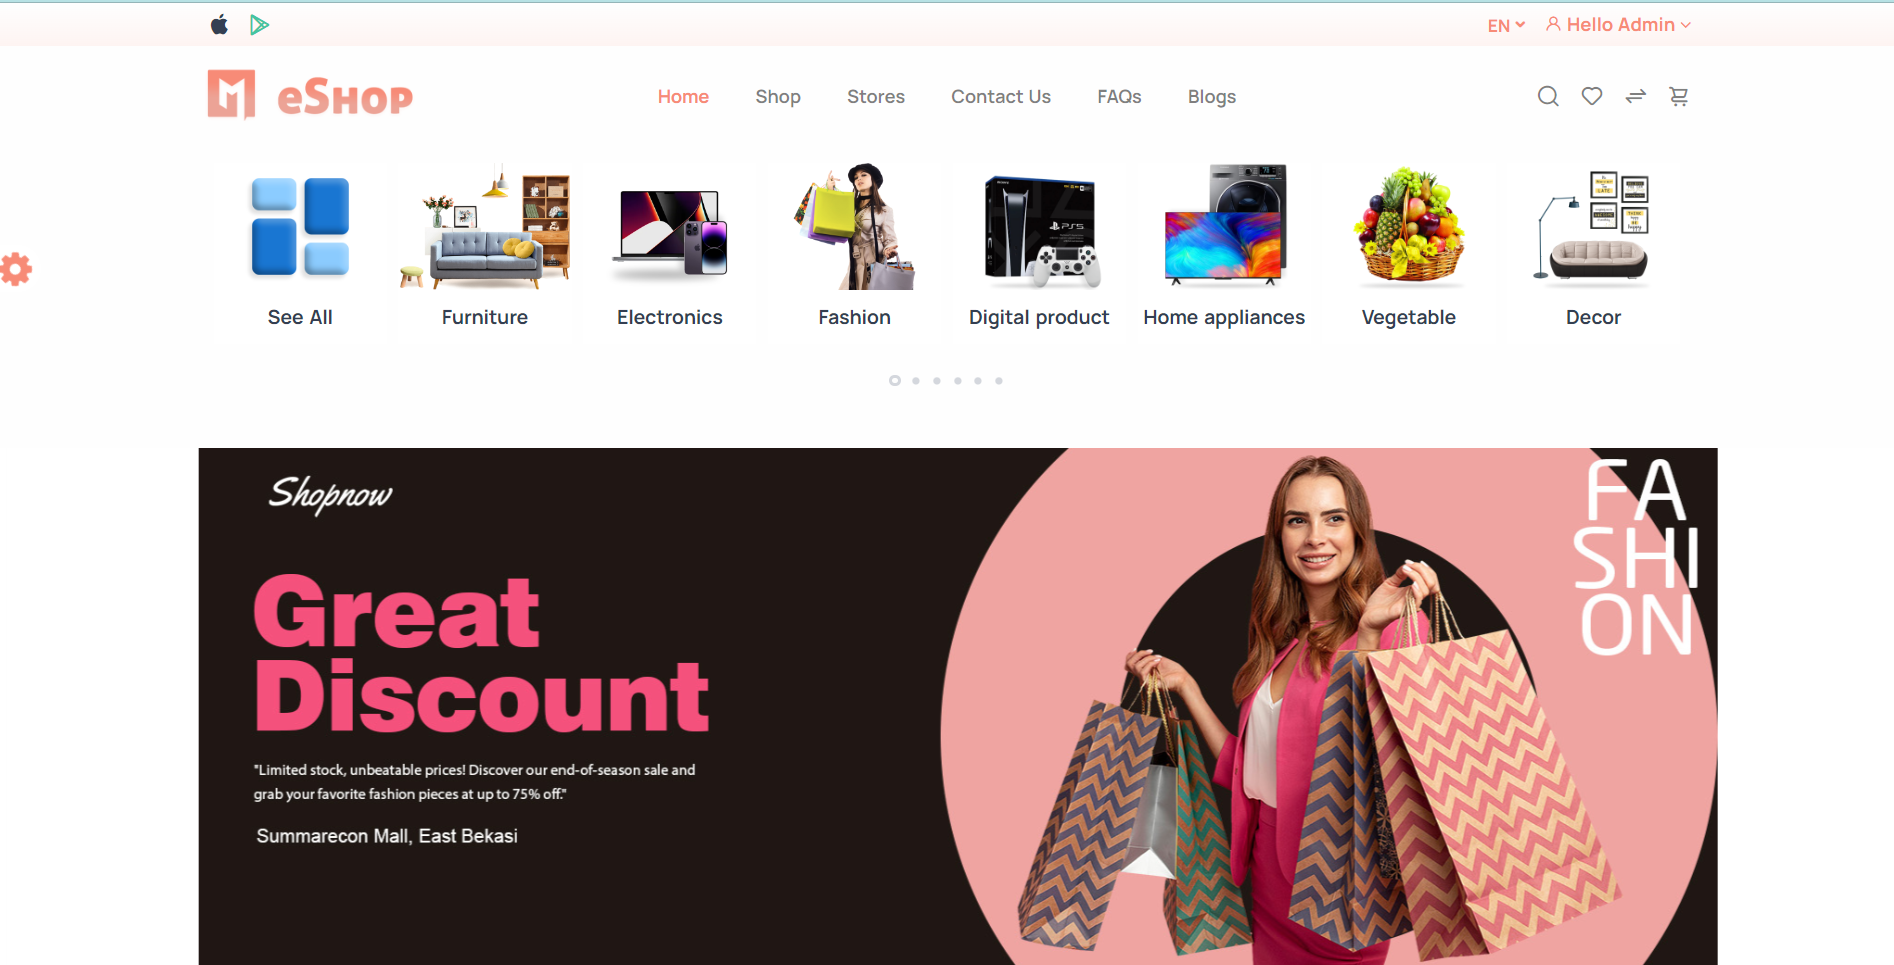 EN
Hello Admin
eShop
Home
Shop
Stores
Contact Us
FAQs
Blogs
PS5
See All
Furniture
Electronics
Fashion
Digital product
Home appliances
Vegetable
Decor
Shopnow
FA
SHI
ON
Great
Discount
"Limited stock, unbeatable prices! Discover our end-of-season sale and
grab your favorite fashion pieces at up to 75% off."
Summarecon Mall, East Bekasi